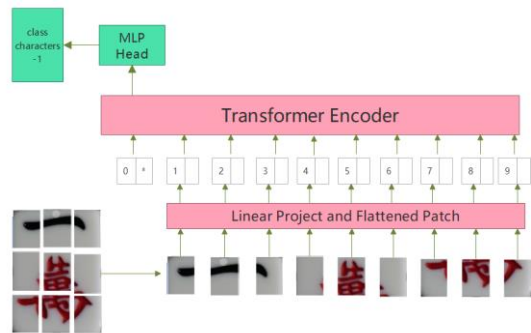 class
characters
-1
MLP
Head
Transformer Encoder
0 * 1 2 3 4 5 6 7 8 9
Linear Project and Flattened Patch